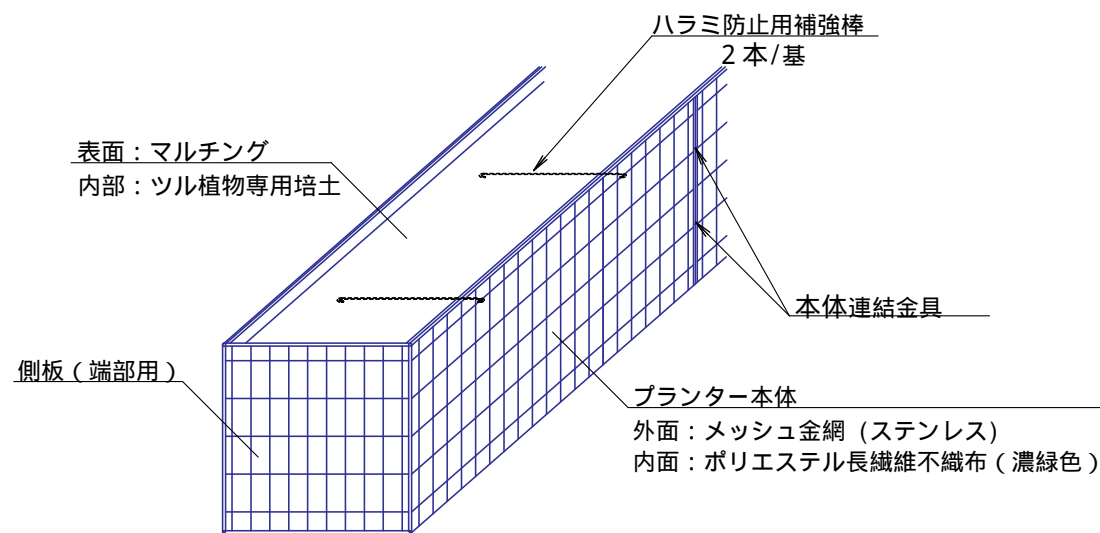 ハラミ防止用補強棒
2本/基
表面：マルチング
内部：ツル植物専用培土
本体連結金具
側板（端部用）
プランター本体
外面：メッシュ金網 (ステンレス)
内面：ポリエステル長繊維不織布（濃緑色）